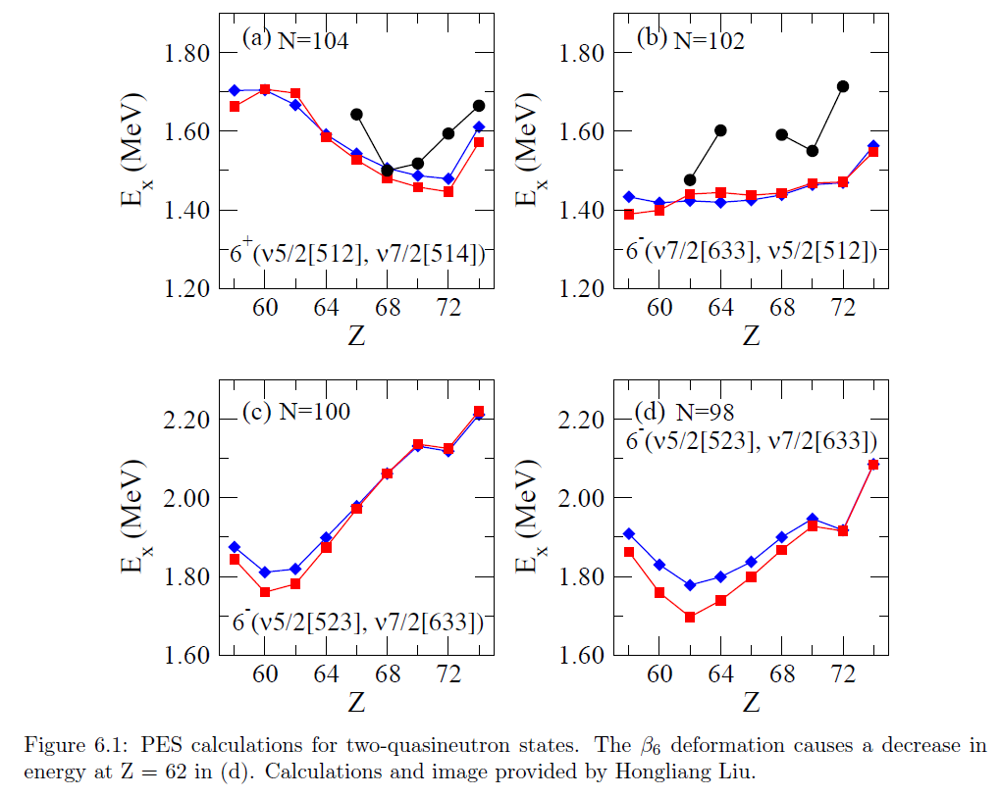 (a) N=104
1.80
1.60
1.40
1.20
E_x (MeV)
6^+(ν5/2[512], ν7/2[514])
60 64 68 72
Z
(b) N=102
1.80
1.60
1.40
1.20
E_x (MeV)
6^-(ν7/2[633], ν5/2[512])
60 64 68 72
Z
(c) N=100
2.20
2.00
1.80
1.60
E_x (MeV)
6^-(ν5/2[523], ν7/2[633])
60 64 68 72
Z
(d) N=98
6^-(ν5/2[523], ν7/2[633])
2.20
2.00
1.80
1.60
E_x (MeV)
60 64 68 72
Z
Figure 6.1: PES calculations for two-quasineutron states. The β₆ deformation causes a decrease in
energy at Z = 62 in (d). Calculations and image provided by Hongliang Liu.